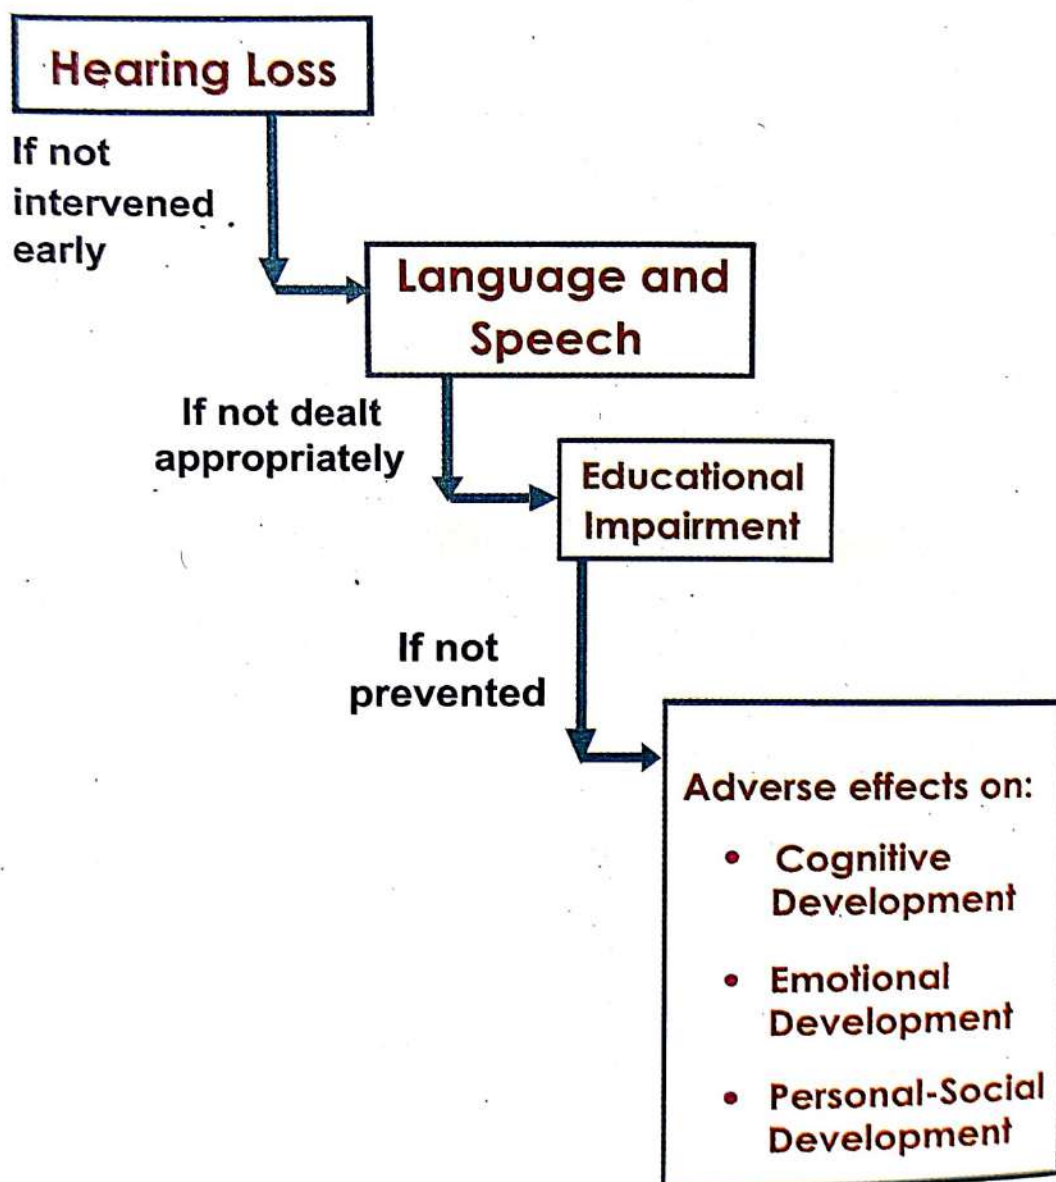 Hearing Loss
If not
intervened
early
Language and
Speech
If not dealt
appropriately
Educational
Impairment
If not
prevented
Adverse effects on:
• Cognitive
Development
• Emotional
Development
• Personal-Social
Development